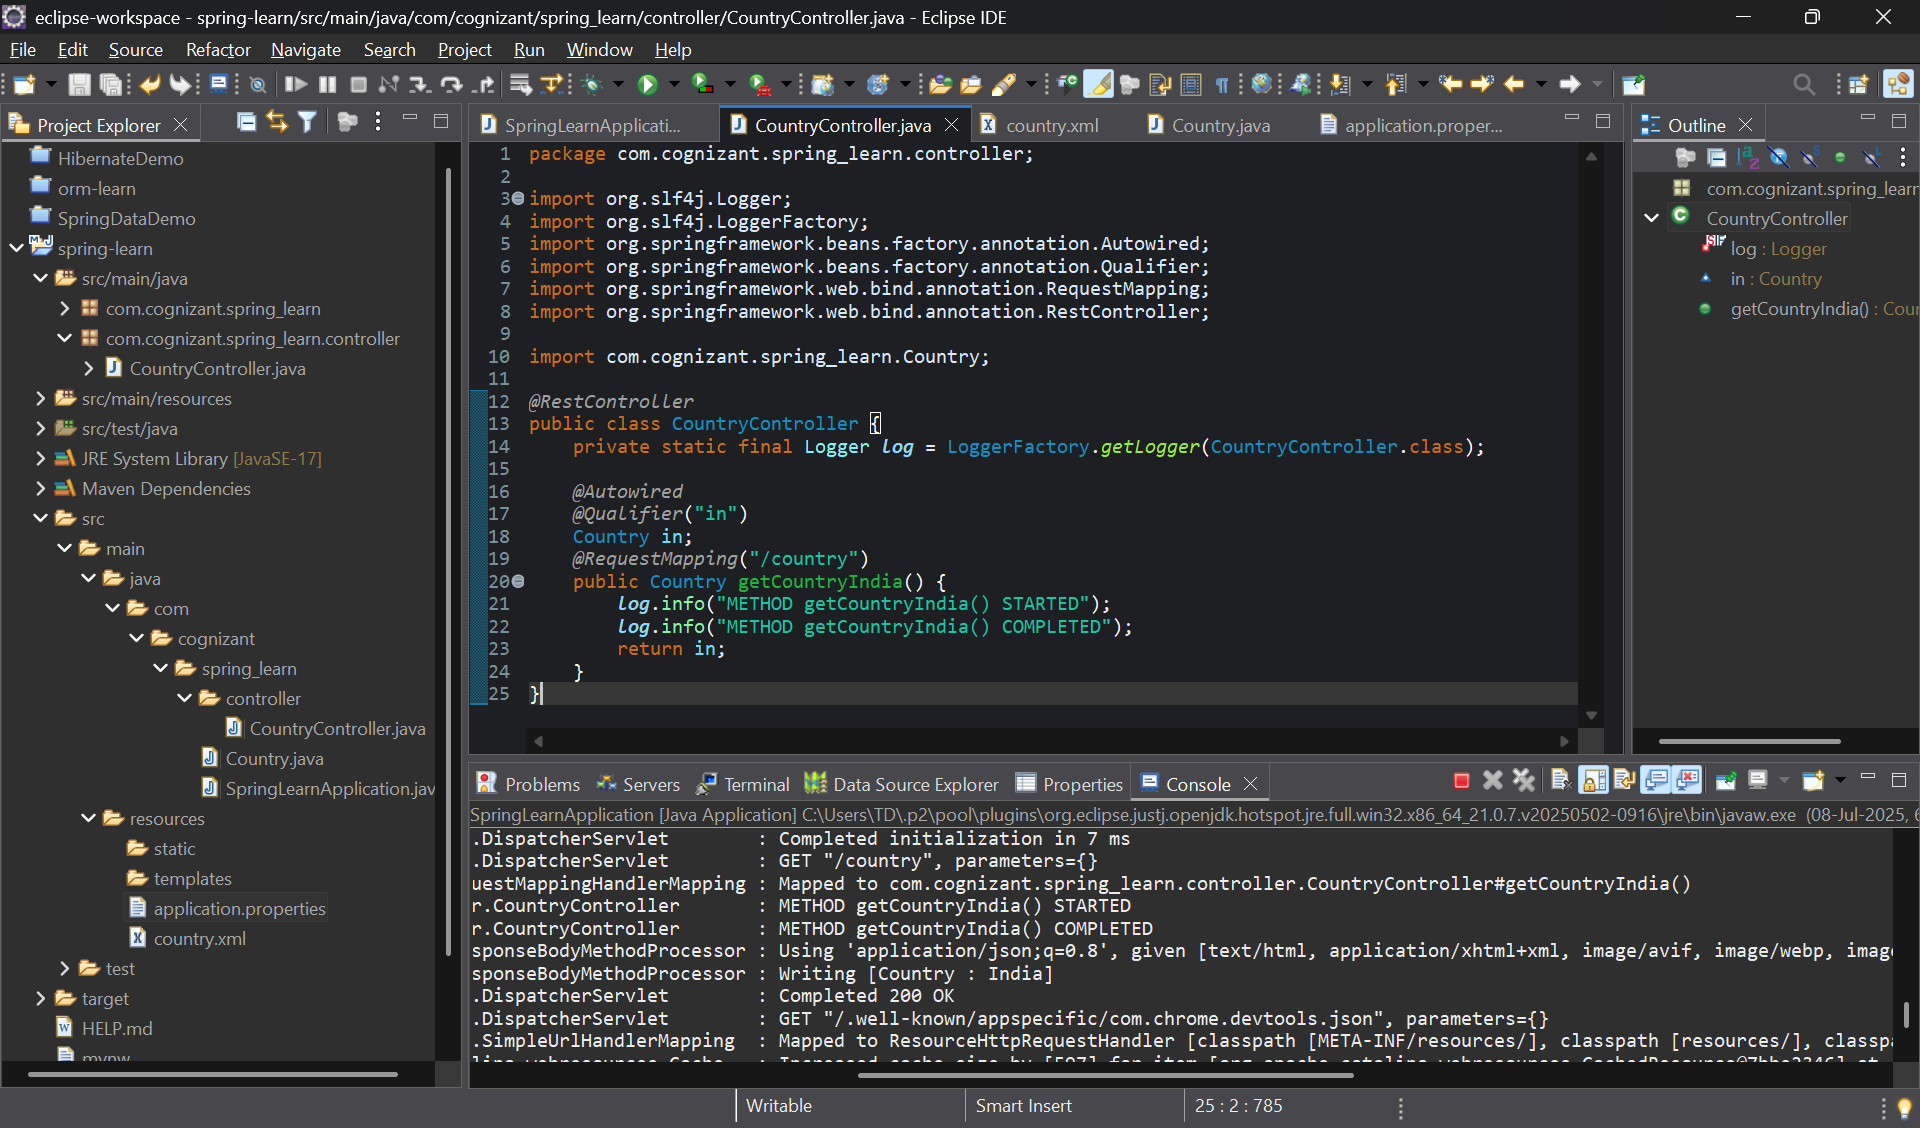 eclipse-workspace - spring-learn/src/main/java/com/cognizant/spring_learn/controller/CountryController.java - Eclipse IDE
File Edit Source Refactor Navigate Search Project Run Window Help
Project Explorer
HibernateDemo
orm-learn
SpringDataDemo
spring-learn
src/main/java
com.cognizant.spring_learn
com.cognizant.spring_learn.controller
CountryController.java
src/main/resources
src/test/java
JRE System Library [JavaSE-17]
Maven Dependencies
src
main
java
com
cognizant
spring_learn
controller
CountryController.java
Country.java
SpringLearnApplication.jav
resources
static
templates
application.properties
country.xml
test
target
HELP.md
mvnw
SpringLearnApplicati... CountryController.java country.xml Country.java application.proper...
1 package com.cognizant.spring_learn.controller;
2
3 import org.slf4j.Logger;
4 import org.slf4j.LoggerFactory;
5 import org.springframework.beans.factory.annotation.Autowired;
6 import org.springframework.beans.factory.annotation.Qualifier;
7 import org.springframework.web.bind.annotation.RequestMapping;
8 import org.springframework.web.bind.annotation.RestController;
9
10 import com.cognizant.spring_learn.Country;
11
12 @RestController
13 public class CountryController {
14 private static final Logger log = LoggerFactory.getLogger(CountryController.class);
15
16 @Autowired
17 @Qualifier("in")
18 Country in;
19 @RequestMapping("/country")
20 public Country getCountryIndia() {
21 log.info("METHOD getCountryIndia() STARTED");
22 log.info("METHOD getCountryIndia() COMPLETED");
23 return in;
24 }
25 }
Outline
com.cognizant.spring_learn
CountryController
log : Logger
in : Country
getCountryIndia() : Cour
Problems Servers Terminal Data Source Explorer Properties Console
SpringLearnApplication [Java Application] C:\Users\TD\.p2\pool\plugins\org.eclipse.justj.openjdk.hotspot.jre.full.win32.x86_64_21.0.7.v20250502-0916\jre\bin\javaw.exe (08-Jul-2025, 6
.DispatcherServlet : Completed initialization in 7 ms
.DispatcherServlet : GET "/country", parameters={}
uestMappingHandlerMapping : Mapped to com.cognizant.spring_learn.controller.CountryController#getCountryIndia()
r.CountryController : METHOD getCountryIndia() STARTED
r.CountryController : METHOD getCountryIndia() COMPLETED
sponseBodyMethodProcessor : Using 'application/json;q=0.8', given [text/html, application/xhtml+xml, image/avif, image/webp, imag
sponseBodyMethodProcessor : Writing [Country : India]
.DispatcherServlet : Completed 200 OK
.DispatcherServlet : GET "/.well-known/appspecific/com.chrome.devtools.json", parameters={}
.SimpleUrlHandlerMapping : Mapped to ResourceHttpRequestHandler [classpath [META-INF/resources/], classpath [resources/], classp
Writable Smart Insert 25 : 2 : 785